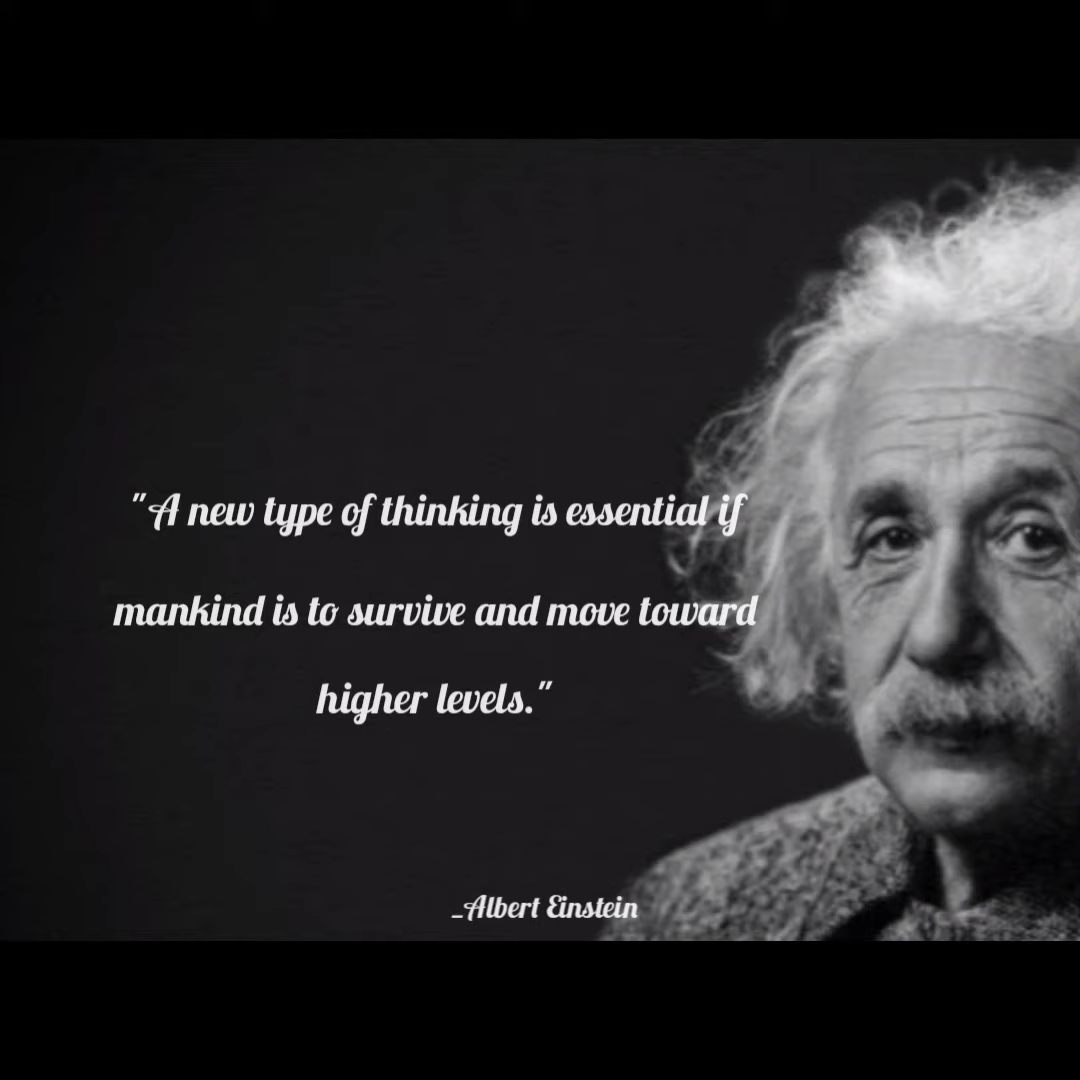 "A new type of thinking is essential if
mankind is to survive and move toward
higher levels."
_Albert Einstein